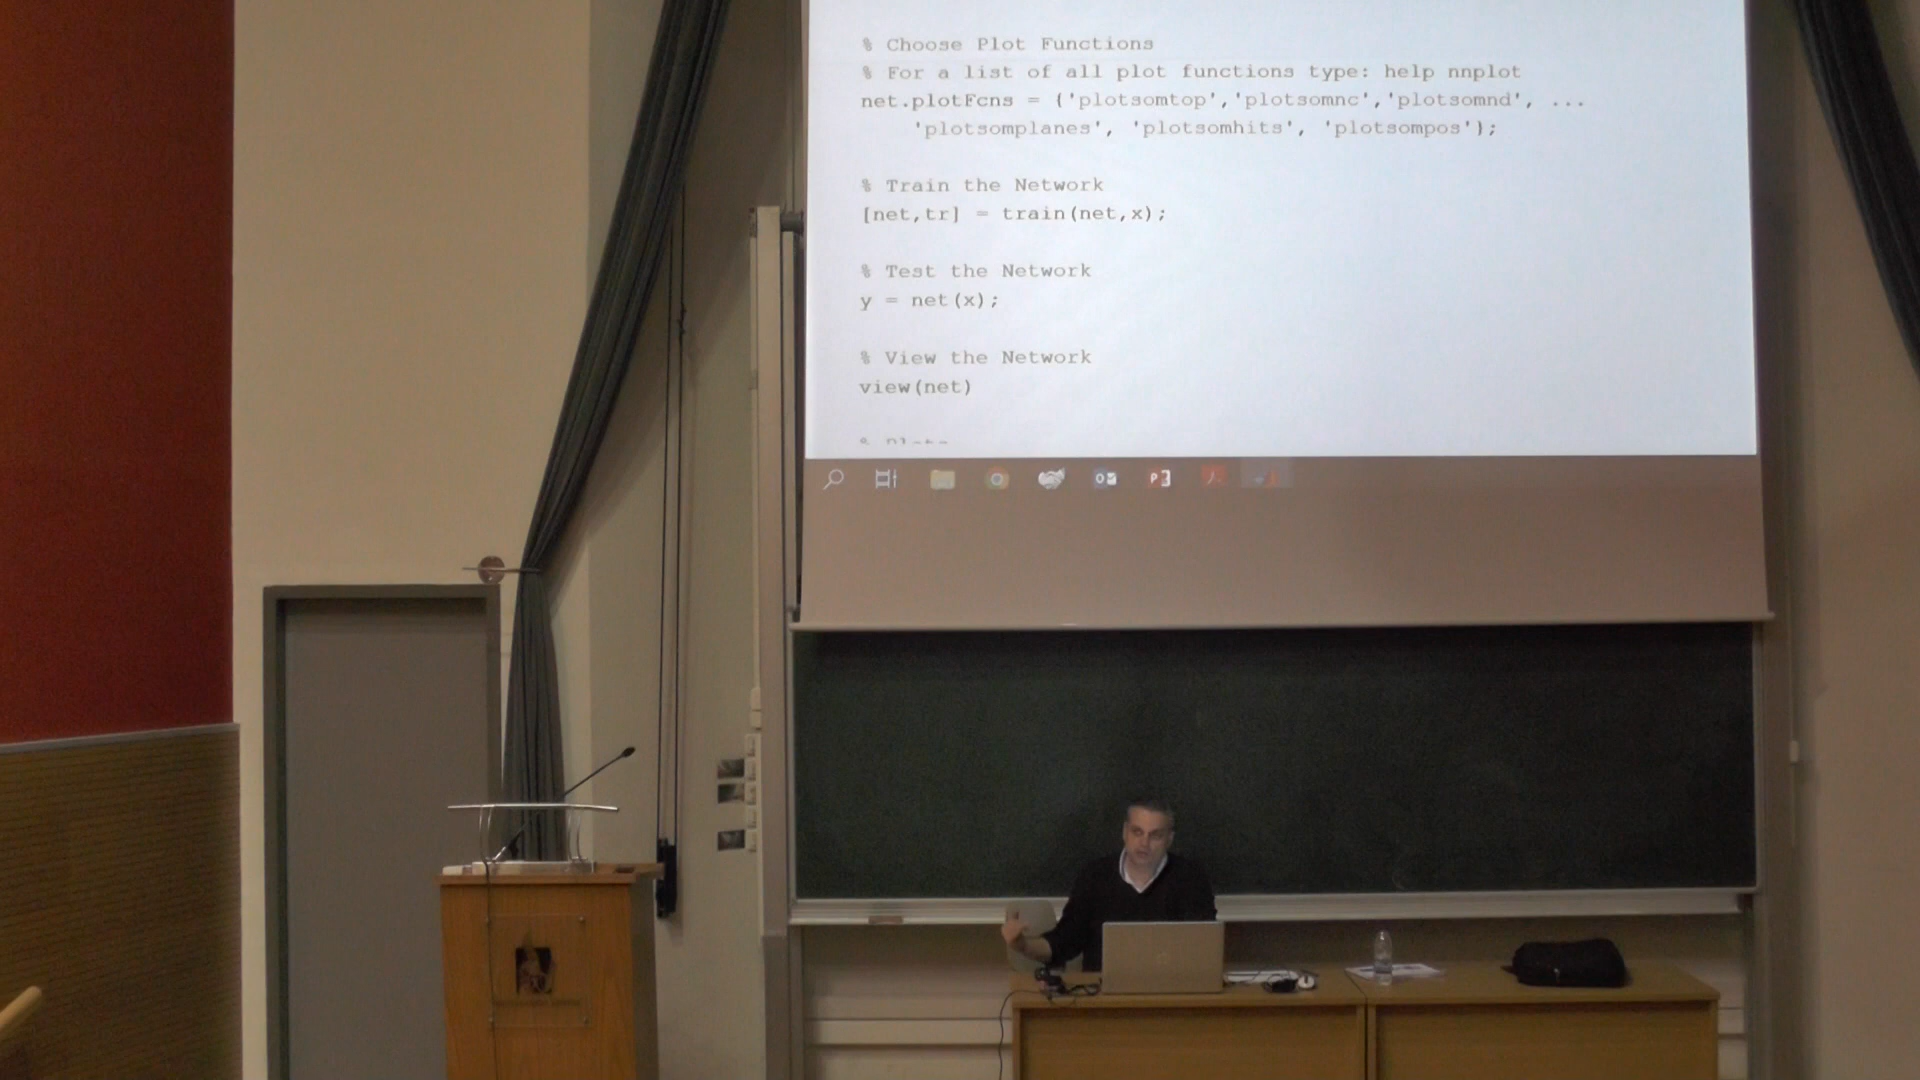 % Choose Plot Functions
% For a list of all plot functions type: help nnplot
net.plotFcns = {'plotsomtop','plotsomnc','plotsomnd', ...
'plotsomplanes', 'plotsomhits', 'plotsompos'};
% Train the Network
[net,tr] = train(net,x);
% Test the Network
y = net(x);
% View the Network
view(net)